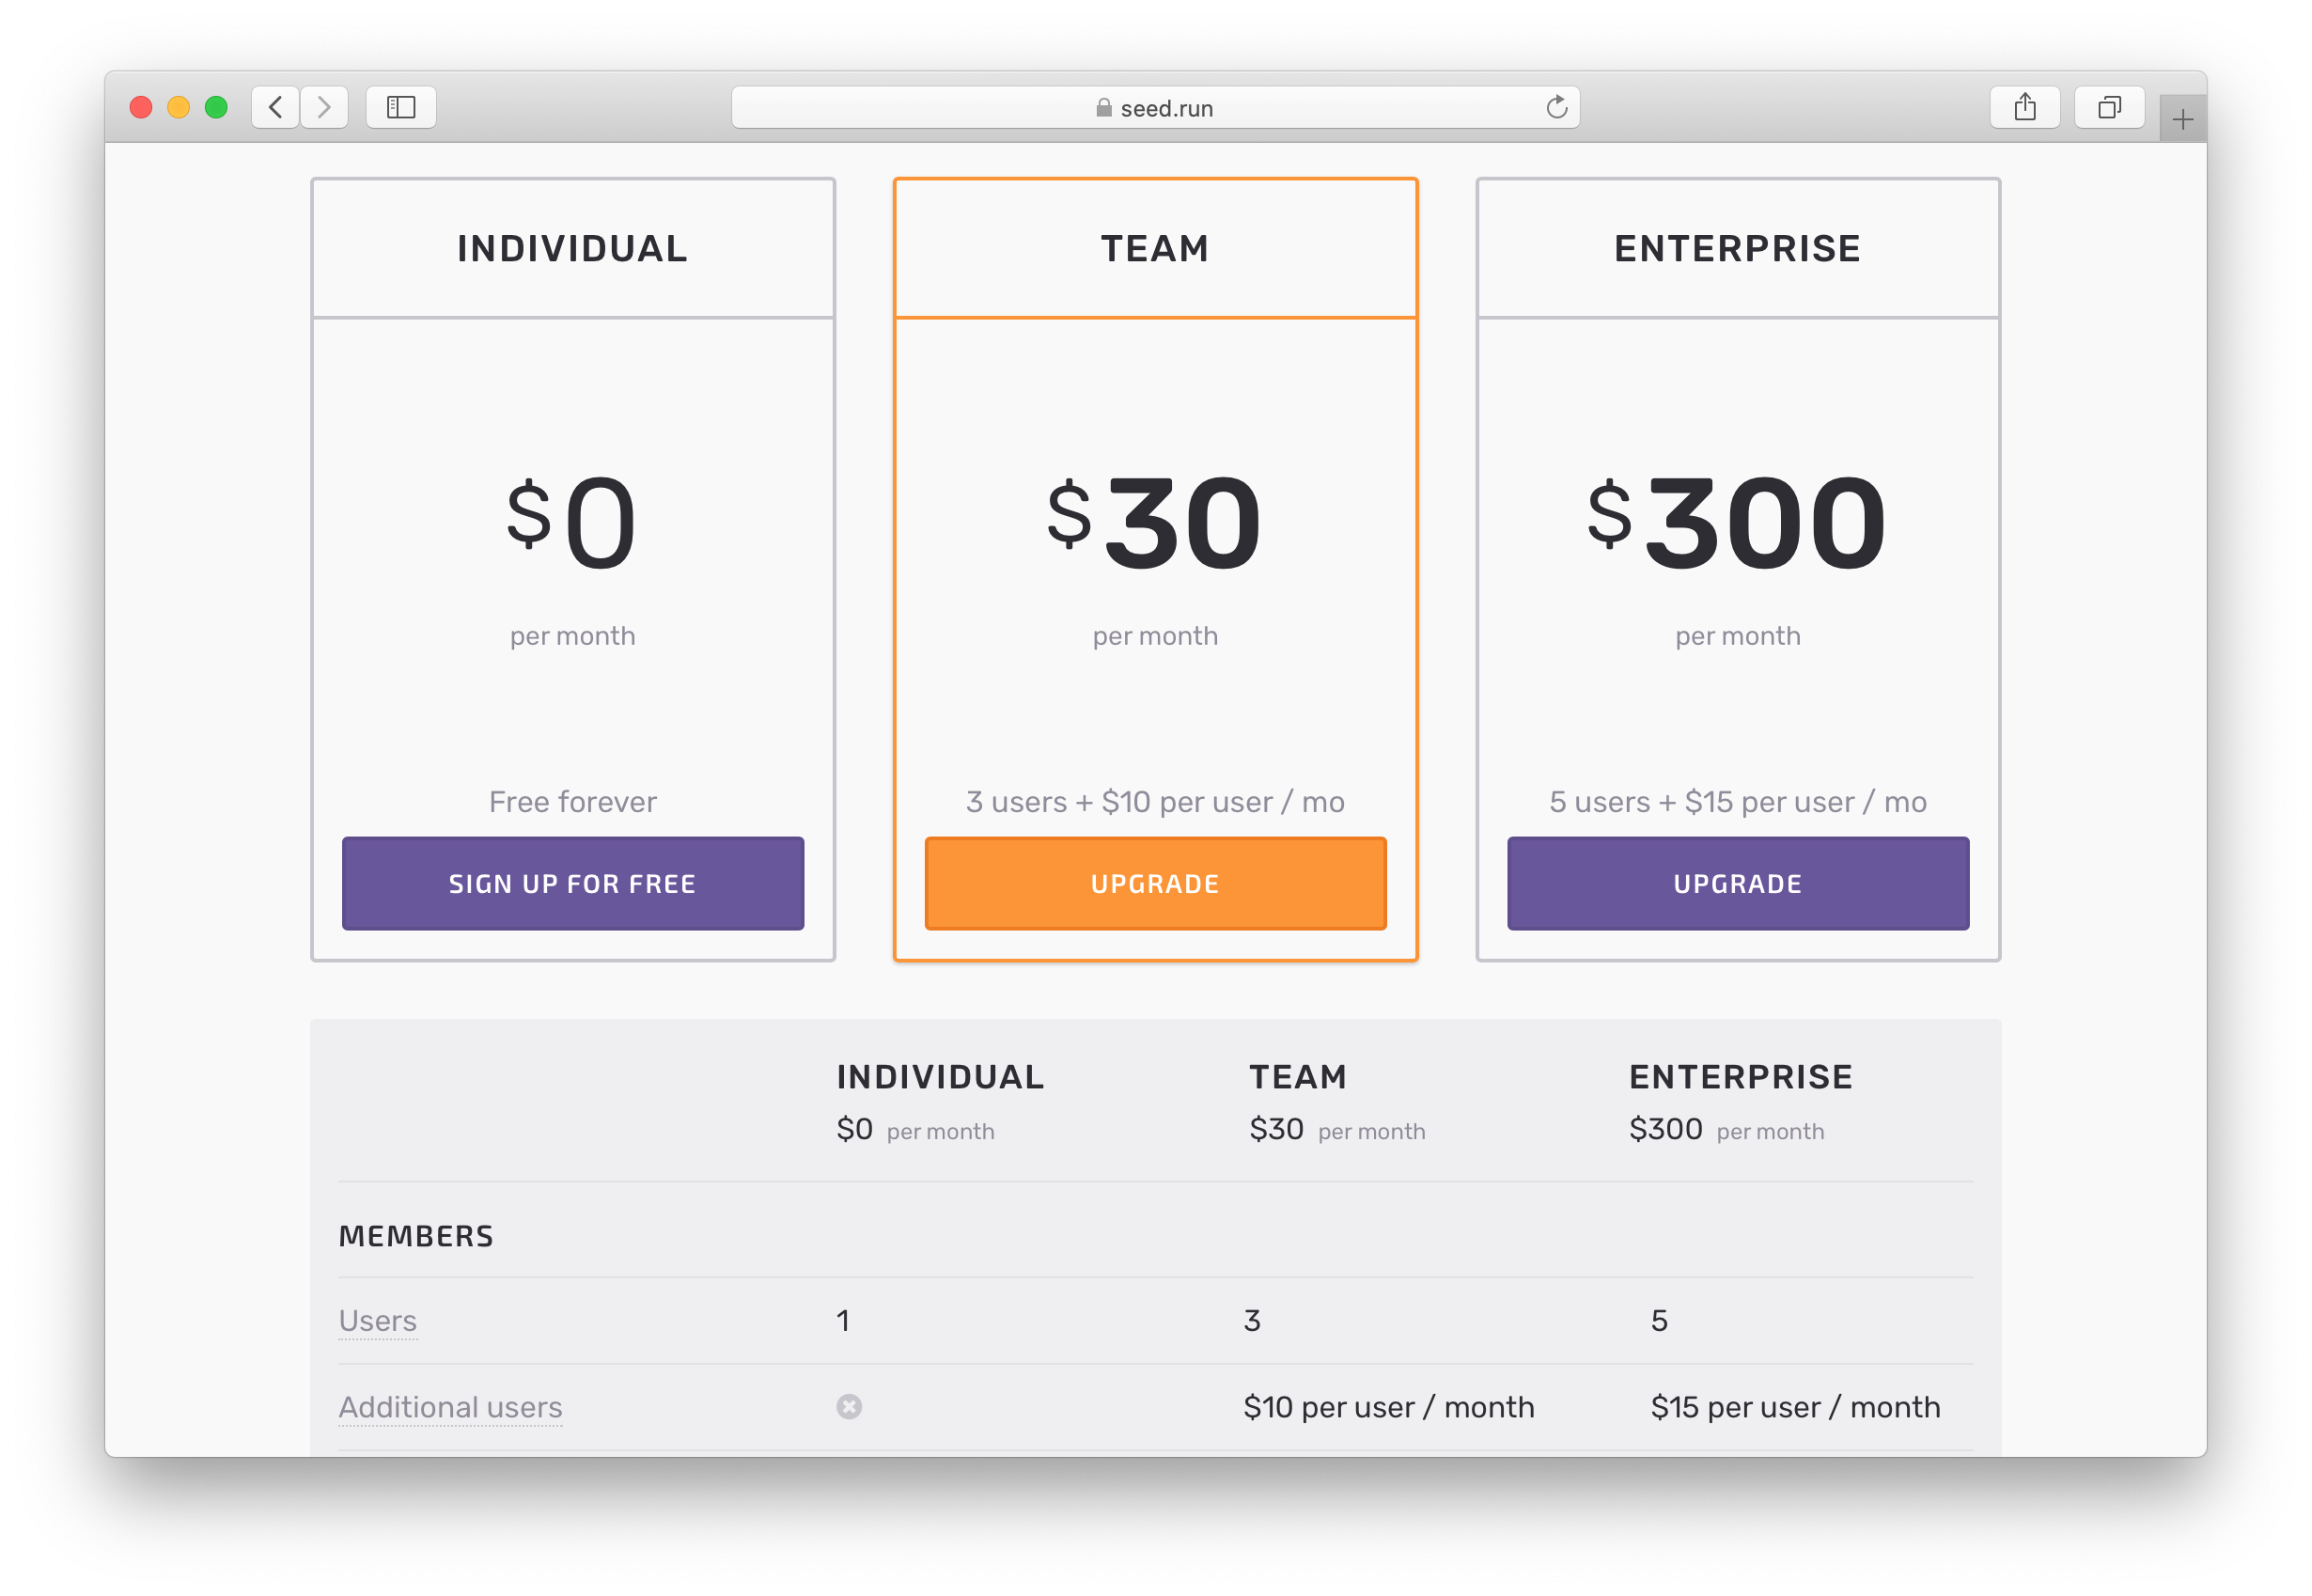 seed.run
INDIVIDUAL
$0
per month
Free forever
SIGN UP FOR FREE
TEAM
$30
per month
3 users + $10 per user / mo
UPGRADE
ENTERPRISE
$300
per month
5 users + $15 per user / mo
UPGRADE
INDIVIDUAL TEAM ENTERPRISE
$0 per month $30 per month $300 per month
MEMBERS
Users 1 3 5
Additional users $10 per user / month $15 per user / month